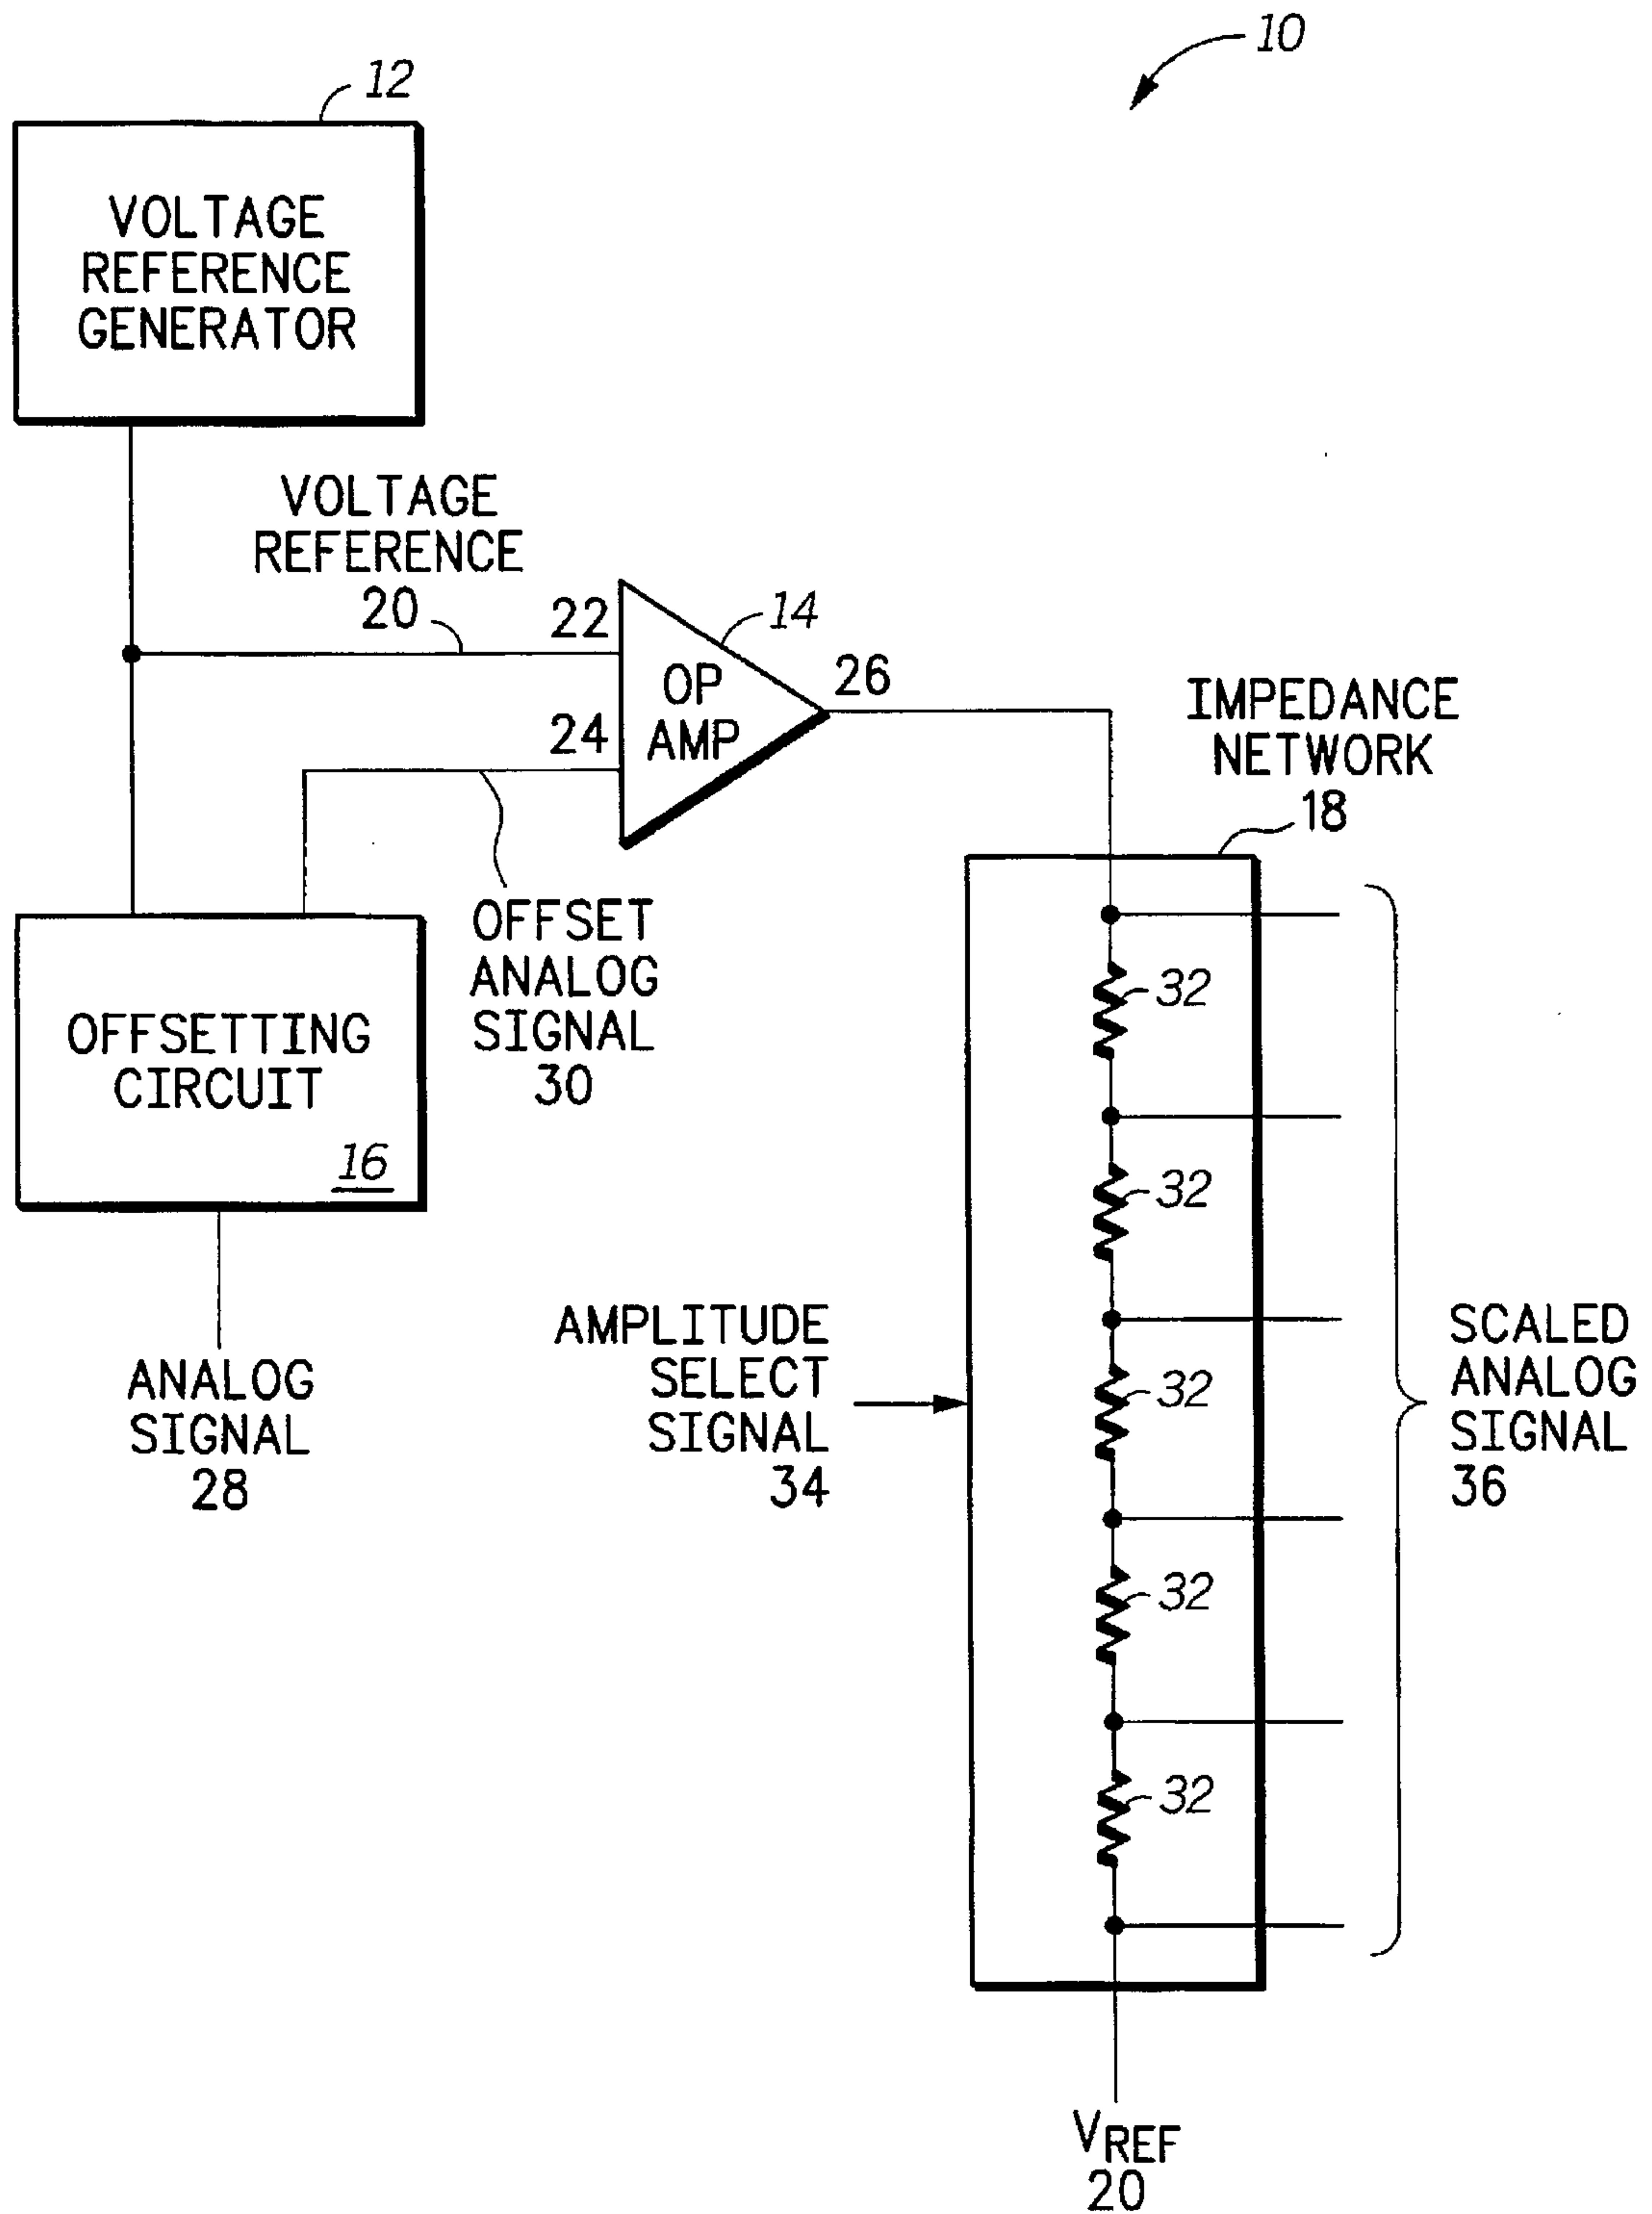 10
12
VOLTAGE
REFERENCE
GENERATOR
VOLTAGE
REFERENCE
20
22
14
OP
AMP
26
24
IMPEDANCE
NETWORK
18
OFFSET
ANALOG
SIGNAL
30
OFFSETTING
CIRCUIT
16
ANALOG
SIGNAL
28
32
32
32
32
32
AMPLITUDE
SELECT
SIGNAL
34
SCALED
ANALOG
SIGNAL
36
VREF
20